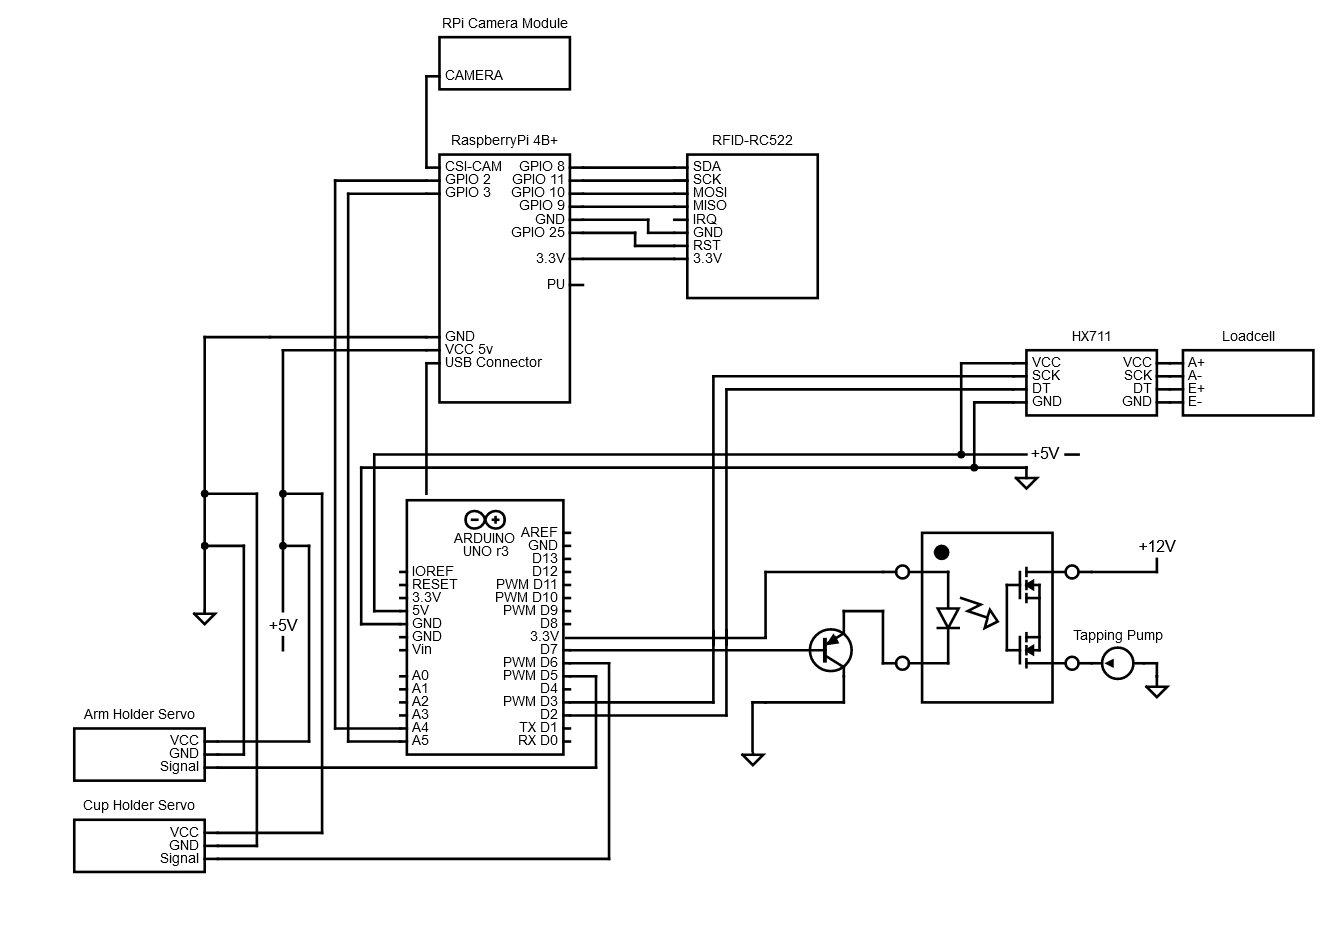 RPi Camera Module
CAMERA
RaspberryPi 4B+
CSI-CAM GPIO 8
GPIO 2 GPIO 11
GPIO 3 GPIO 10
GPIO 9
GND
GPIO 25
3.3V
PU
GND
VCC 5v
USB Connector
RFID-RC522
SDA
SCK
MOSI
MISO
IRQ
GND
RST
3.3V
HX711
VCC VCC
SCK SCK
DT DT
GND GND
Loadcell
A+
A-
E+
E-
+5V
ARDUINO
UNO r3
AREF
GND
D13
IOREF D12
RESET PWM D11
3.3V PWM D10
5V PWM D9
GND D8
GND 3.3V
Vin D7
PWM D6
A0 PWM D5
A1 D4
A2 PWM D3
A3 D2
A4 TX D1
A5 RX D0
+12V
Tapping Pump
+5V
Arm Holder Servo
VCC
GND
Signal
Cup Holder Servo
VCC
GND
Signal